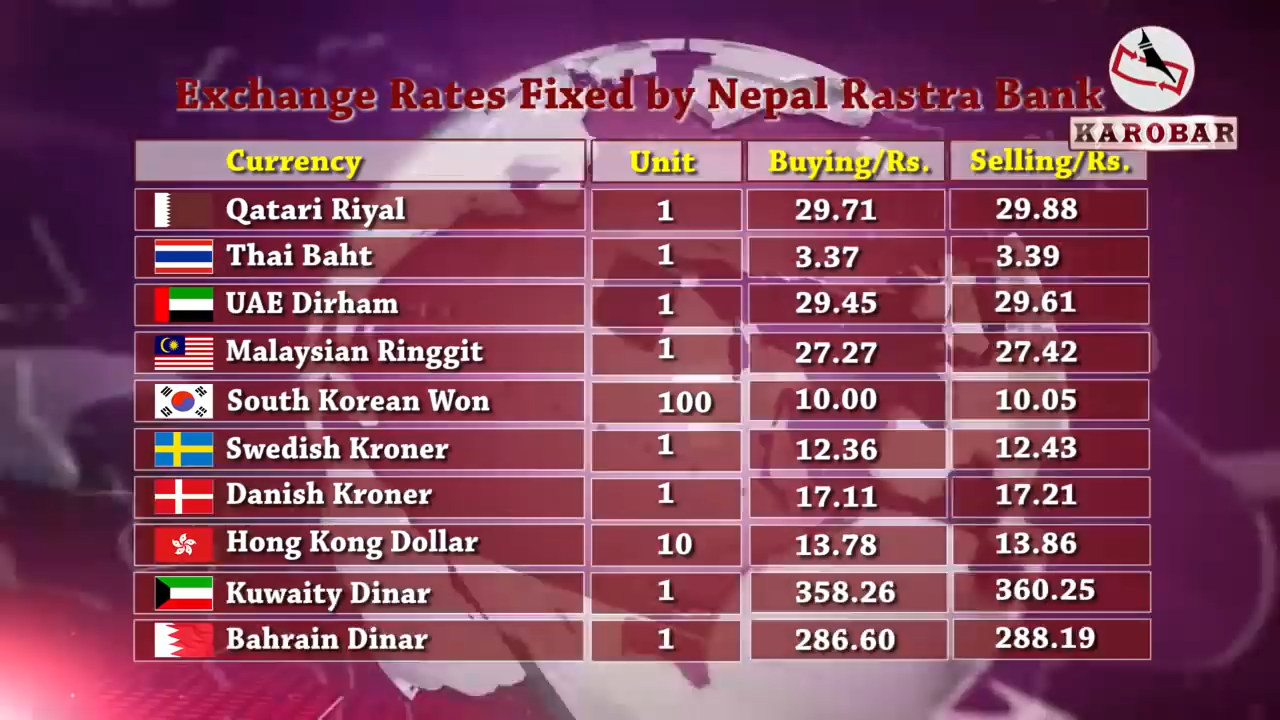 Exchange Rates Fixed by Nepal Rastra Bank
KAROBAR
Currency Unit Buying/Rs. Selling/Rs.
Qatari Riyal 1 29.71 29.88
Thai Baht 1 3.37 3.39
UAE Dirham 1 29.45 29.61
Malaysian Ringgit 1 27.27 27.42
South Korean Won 100 10.00 10.05
Swedish Kroner 1 12.36 12.43
Danish Kroner 1 17.11 17.21
Hong Kong Dollar 10 13.78 13.86
Kuwaity Dinar 1 358.26 360.25
Bahrain Dinar 1 286.60 288.19